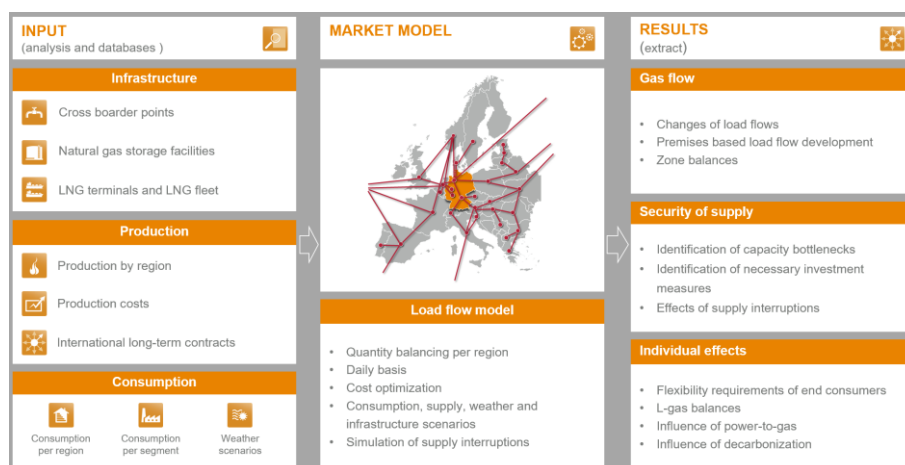 INPUT
(analysis and databases )
Infrastructure
Cross boarder points
Natural gas storage facilities
LNG terminals and LNG fleet
Production
Production by region
Production costs
International long-term contracts
Consumption
Consumption
per region
Consumption
per segment
Weather
scenarios
MARKET MODEL
Load flow model
• Quantity balancing per region
• Daily basis
• Cost optimization
• Consumption, supply, weather and
infrastructure scenarios
• Simulation of supply interruptions
RESULTS
(extract)
Gas flow
• Changes of load flows
• Premises based load flow development
• Zone balances
Security of supply
• Identification of capacity bottlenecks
• Identification of necessary investment
measures
• Effects of supply interruptions
Individual effects
• Flexibility requirements of end consumers
• L-gas balances
• Influence of power-to-gas
• Influence of decarbonization